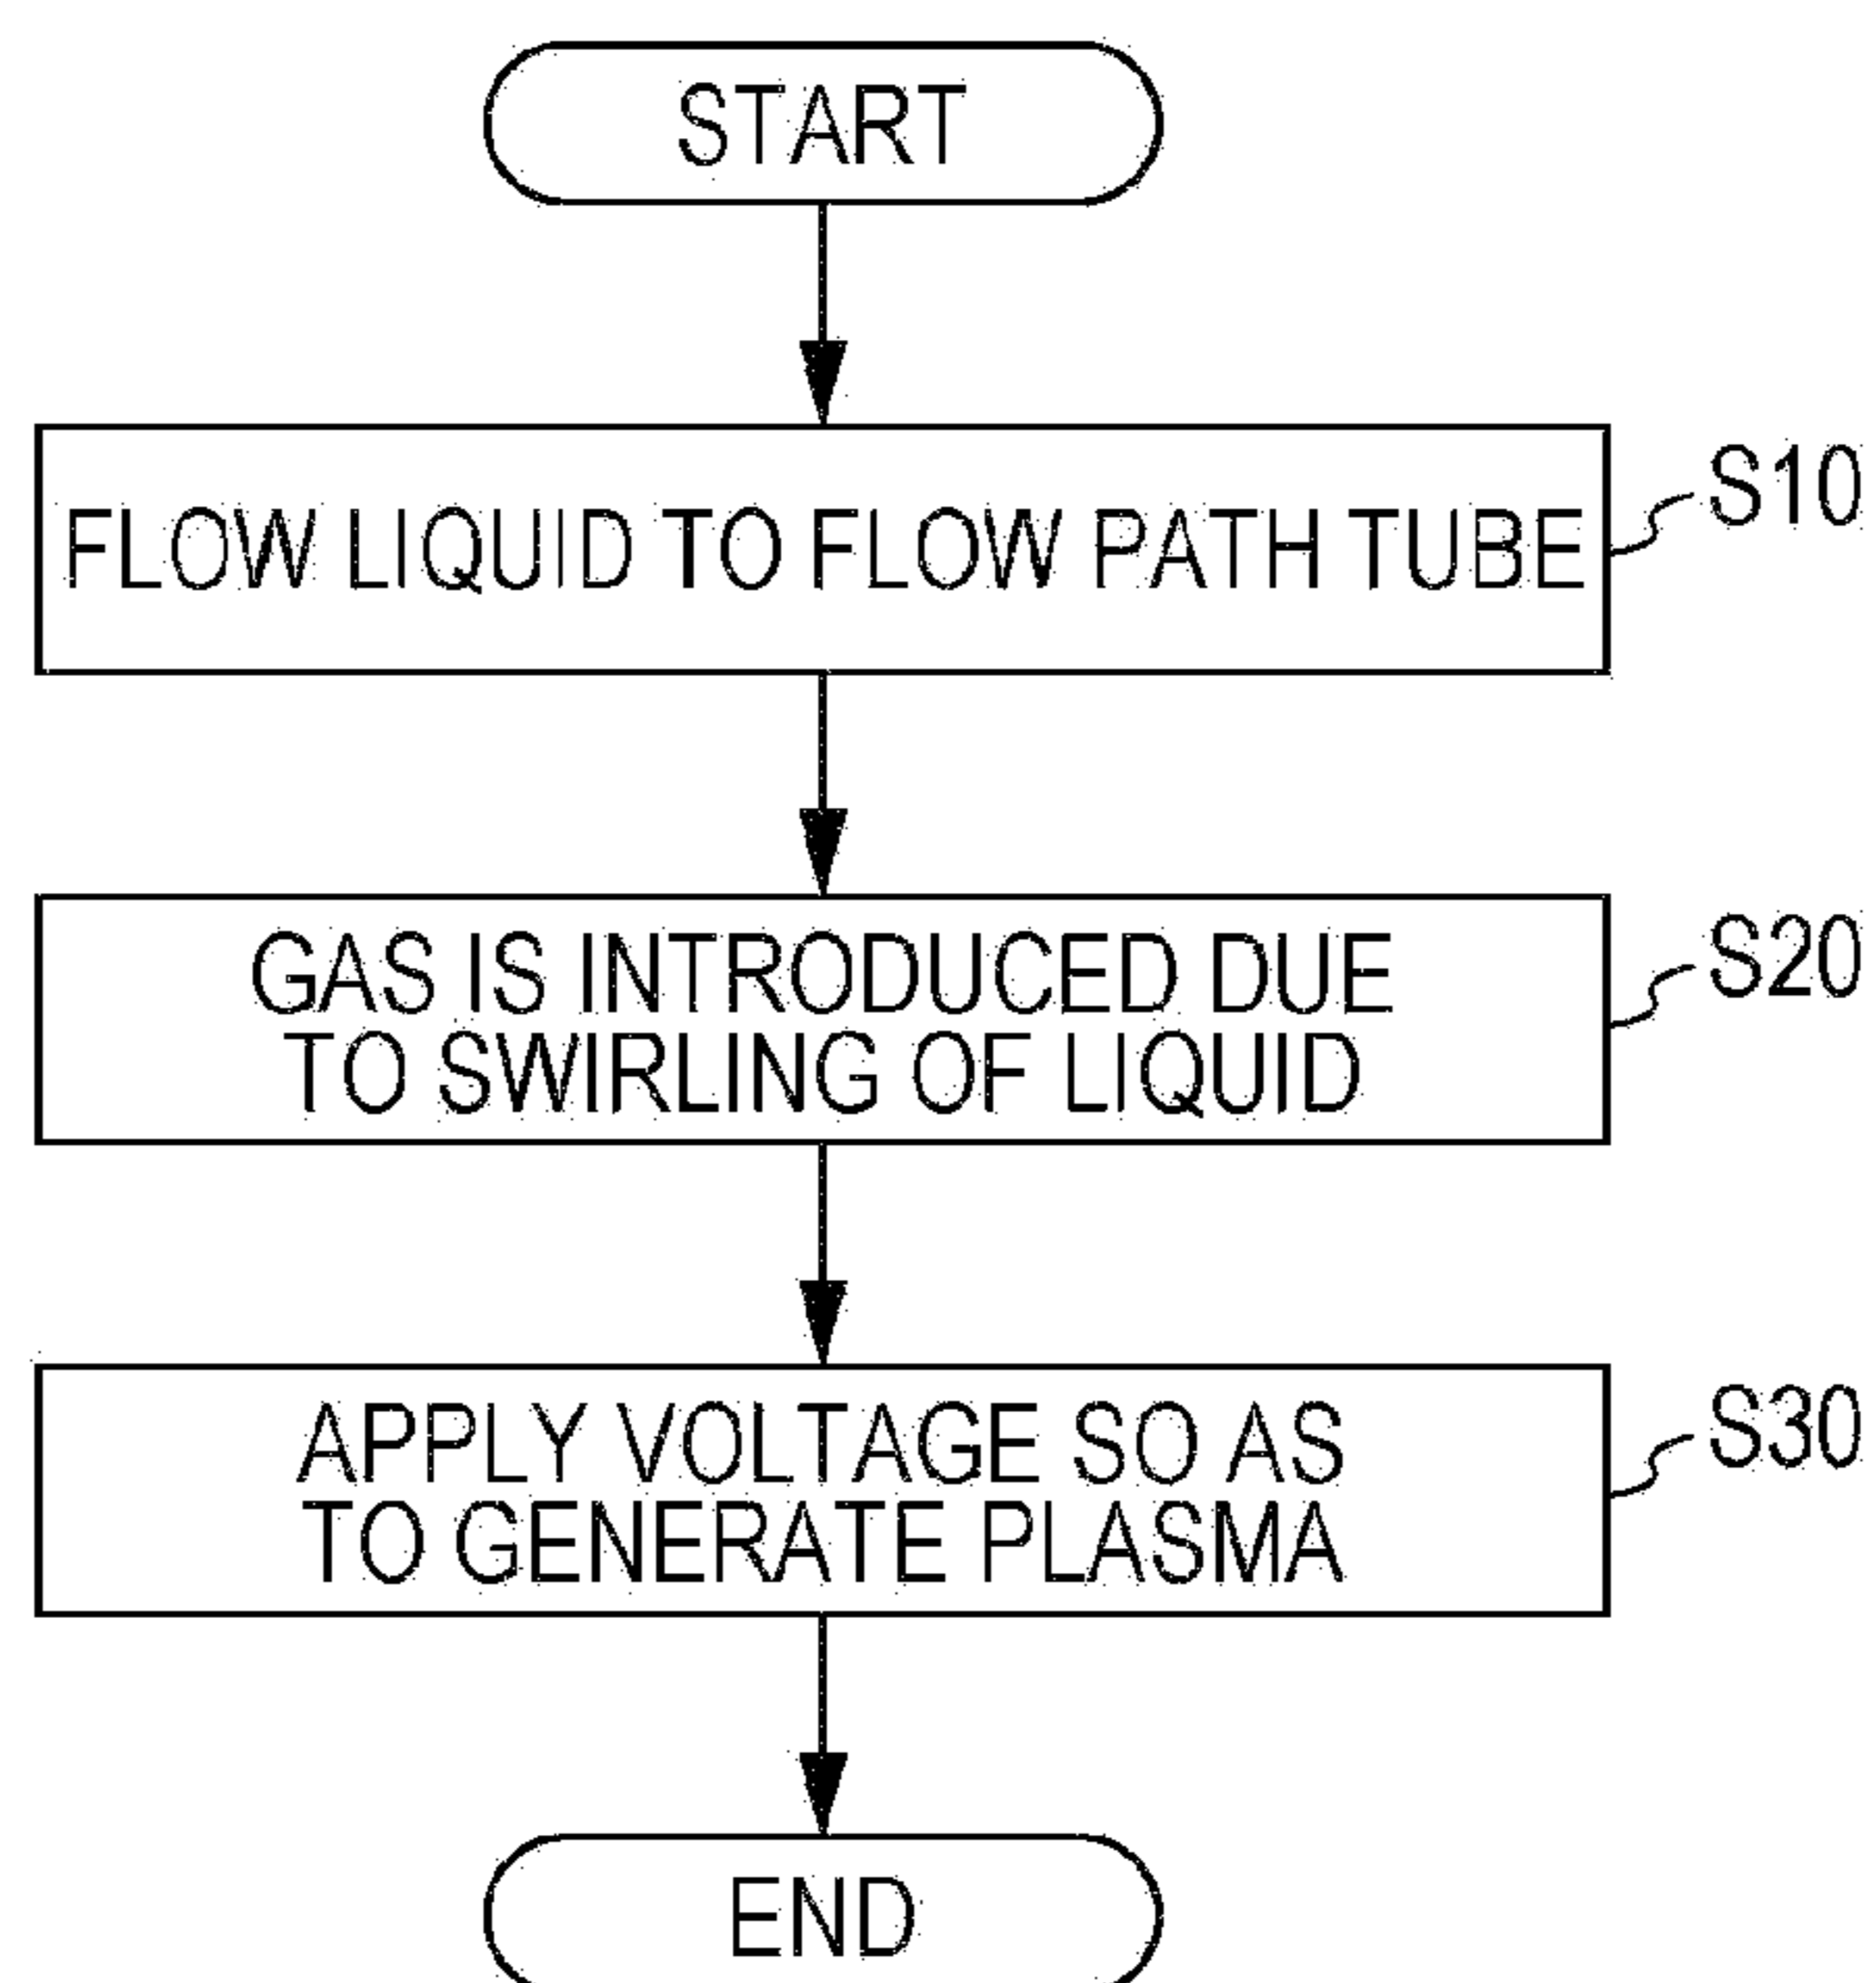 START
FLOW LIQUID TO FLOW PATH TUBE
S10
GAS IS INTRODUCED DUE
TO SWIRLING OF LIQUID
S20
APPLY VOLTAGE SO AS
TO GENERATE PLASMA
S30
END